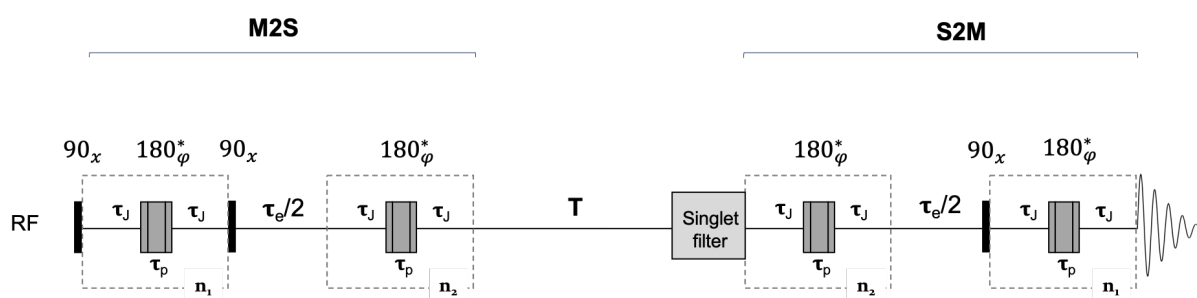 M2S
S2M
90ₓ 180*ᵩ 90ₓ 180*ᵩ 180*ᵩ 90ₓ 180*ᵩ
RF τJ τJ τe/2 τJ τJ T Singlet filter τJ τJ τe/2 τJ τJ
τp τp τp τp
n₁ n₂ n₂ n₁